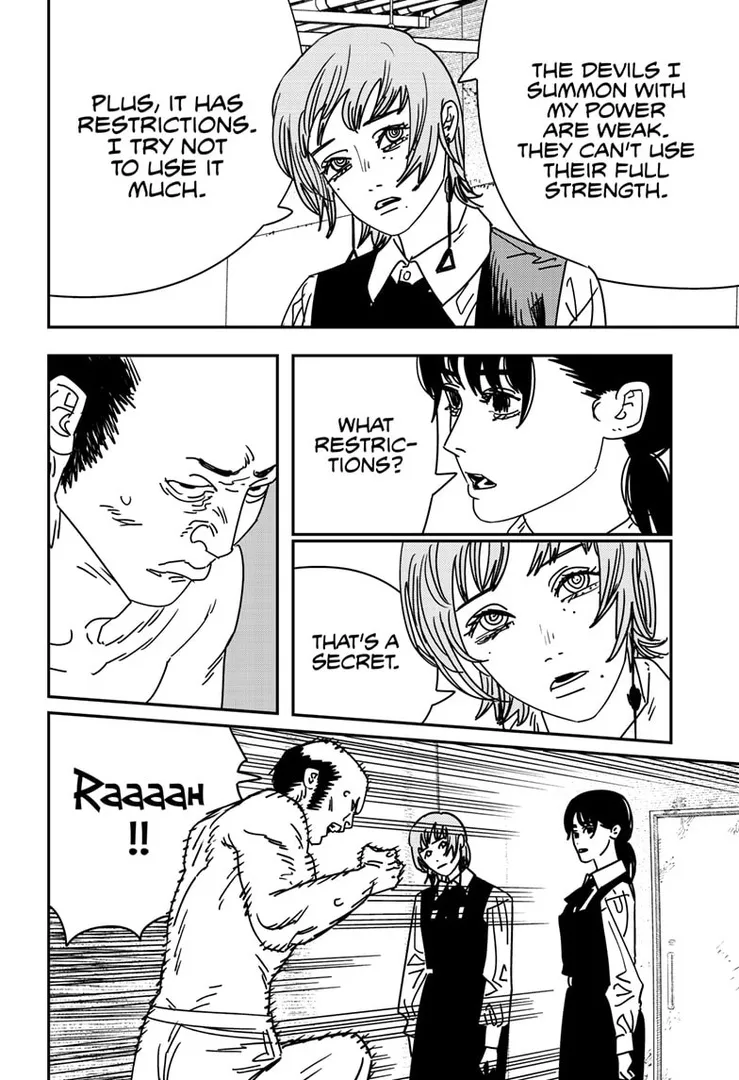 THE DEVILS I
SUMMON WITH
MY POWER
ARE WEAK.
THEY CAN'T USE
THEIR FULL
STRENGTH.
PLUS, IT HAS
RESTRICTIONS.
I TRY NOT
TO USE IT
MUCH.
WHAT
RESTRIC-
TIONS?
THAT'S A
SECRET.
RAAAAH
!!